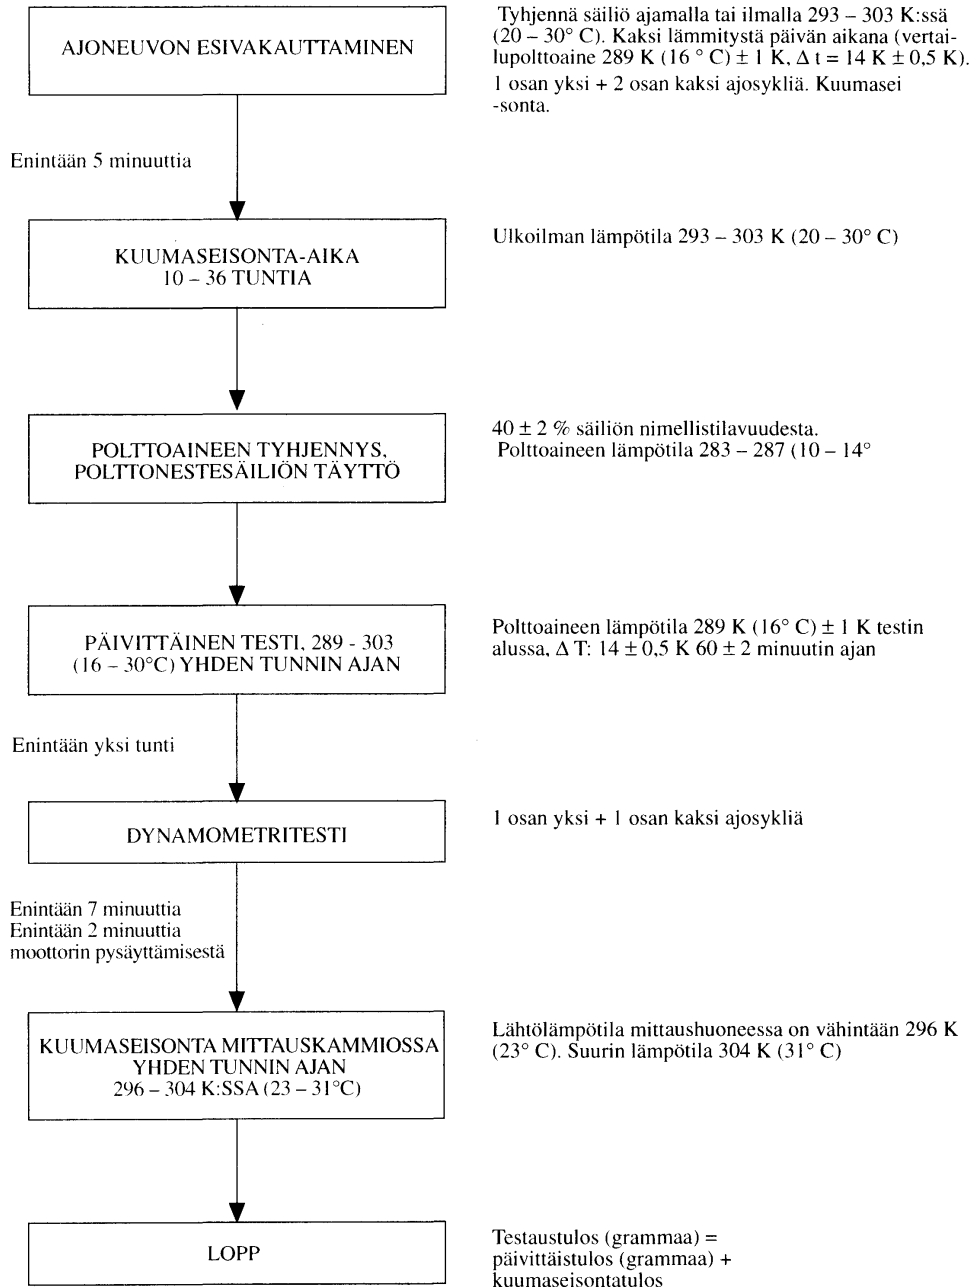 AJONEUVON ESIVAKAUTTAMINEN
Tyhjennä säiliö ajamalla tai ilmalla 293 – 303 K:ssä
(20 – 30° C). Kaksi lämmitystä päivän aikana (vertai-
lupolttoaine 289 K (16 ° C) ± 1 K, Δ t = 14 K ± 0,5 K).
1 osan yksi + 2 osan kaksi ajosykliä. Kuumasei
-sonta.
Enintään 5 minuuttia
KUUMASEISONTA-AIKA
10 – 36 TUNTIA
Ulkoilman lämpötila 293 – 303 K (20 – 30° C)
POLTTOAINEEN TYHJENNYS,
POLTTONESTESÄILIÖN TÄYTTÖ
40 ± 2 % säiliön nimellistilavuudesta.
Polttoaineen lämpötila 283 – 287 (10 – 14°
PÄIVITTÄINEN TESTI, 289 - 303
(16 – 30°C) YHDEN TUNNIN AJAN
Polttoaineen lämpötila 289 K (16° C) ± 1 K testin
alussa, Δ T: 14 ± 0,5 K 60 ± 2 minuutin ajan
Enintään yksi tunti
DYNAMOMETRITESTI
1 osan yksi + 1 osan kaksi ajosykliä
Enintään 7 minuuttia
Enintään 2 minuuttia
moottorin pysäyttämisestä
KUUMASEISONTA MITTAUSKAMMIOSSA
YHDEN TUNNIN AJAN
296 – 304 K:SSA (23 – 31°C)
Lähtölämpötila mittaushuoneessa on vähintään 296 K
(23° C). Suurin lämpötila 304 K (31° C)
LOPP
Testaustulos (grammaa) =
päivittäistulos (grammaa) +
kuumaseisontatulos